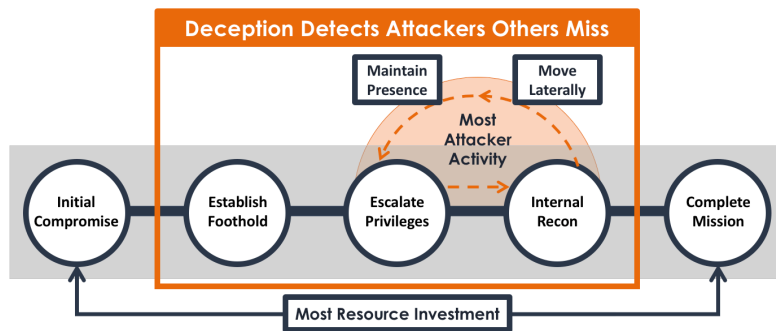 Deception Detects Attackers Others Miss
Maintain
Presence
Move
Laterally
Most
Attacker
Activity
Initial
Compromise
Establish
Foothold
Escalate
Privileges
Internal
Recon
Complete
Mission
Most Resource Investment